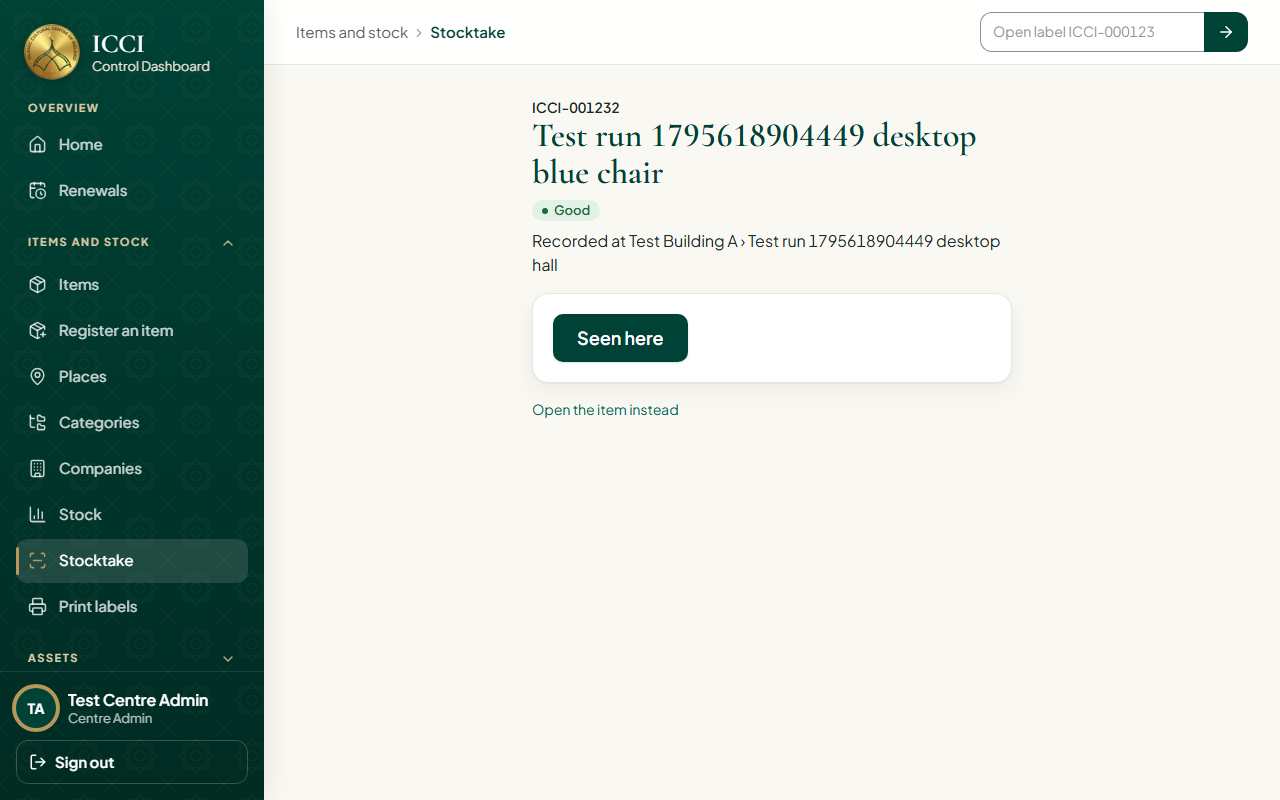 ICCI
Control Dashboard
OVERVIEW
Home
Renewals
ITEMS AND STOCK
Items
Register an item
Places
Categories
Companies
Stock
Stocktake
Print labels
ASSETS
TA
Test Centre Admin
Centre Admin
Sign out
Items and stock › Stocktake
Open label ICCI-000123
ICCI-001232
Test run 1795618904449 desktop
blue chair
Good
Recorded at Test Building A › Test run 1795618904449 desktop
hall
Seen here
Open the item instead